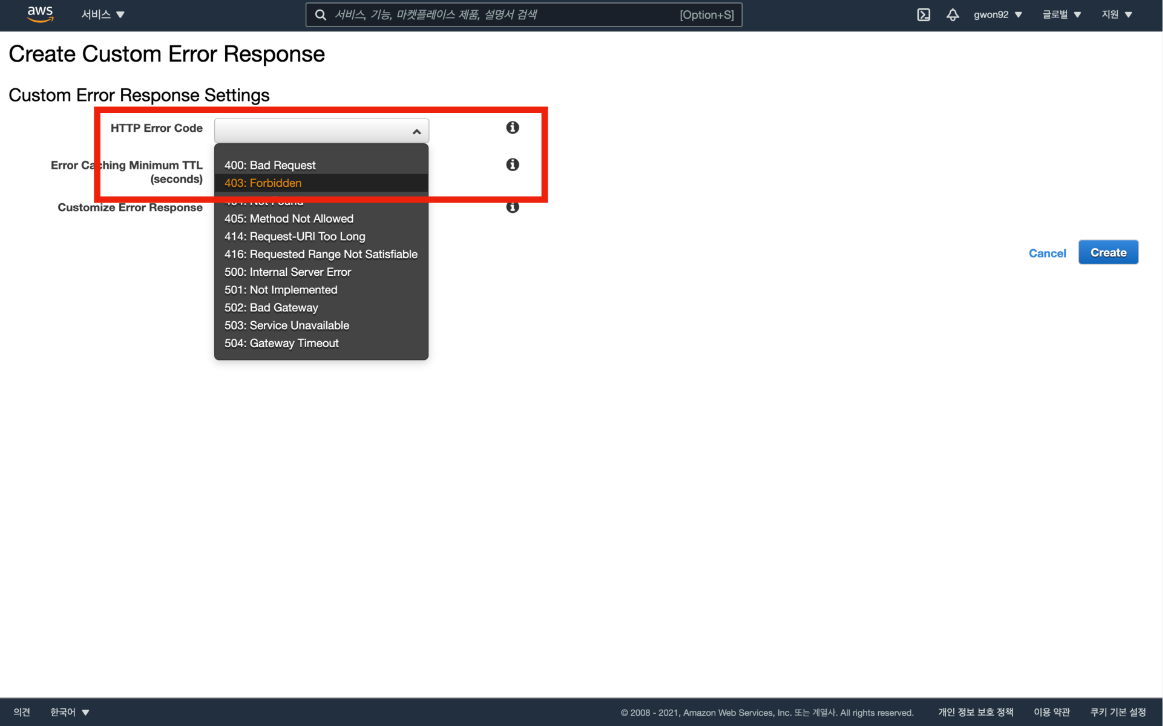 aws 서비스 ▼ 서비스, 기능, 마켓플레이스 제품, 설명서 검색 [Option+S] gwon92 ▼ 글로벌 ▼ 지원 ▼
Create Custom Error Response
Custom Error Response Settings
HTTP Error Code
Error Caching Minimum TTL
(seconds)
Customize Error Response
400: Bad Request
403: Forbidden
404: Not Found
405: Method Not Allowed
414: Request-URI Too Long
416: Requested Range Not Satisfiable
500: Internal Server Error
501: Not Implemented
502: Bad Gateway
503: Service Unavailable
504: Gateway Timeout
Cancel Create
의견 한국어 ▼ © 2008 - 2021, Amazon Web Services, Inc. 또는 계열사. All rights reserved. 개인 정보 보호 정책 이용 약관 쿠키 기본 설정